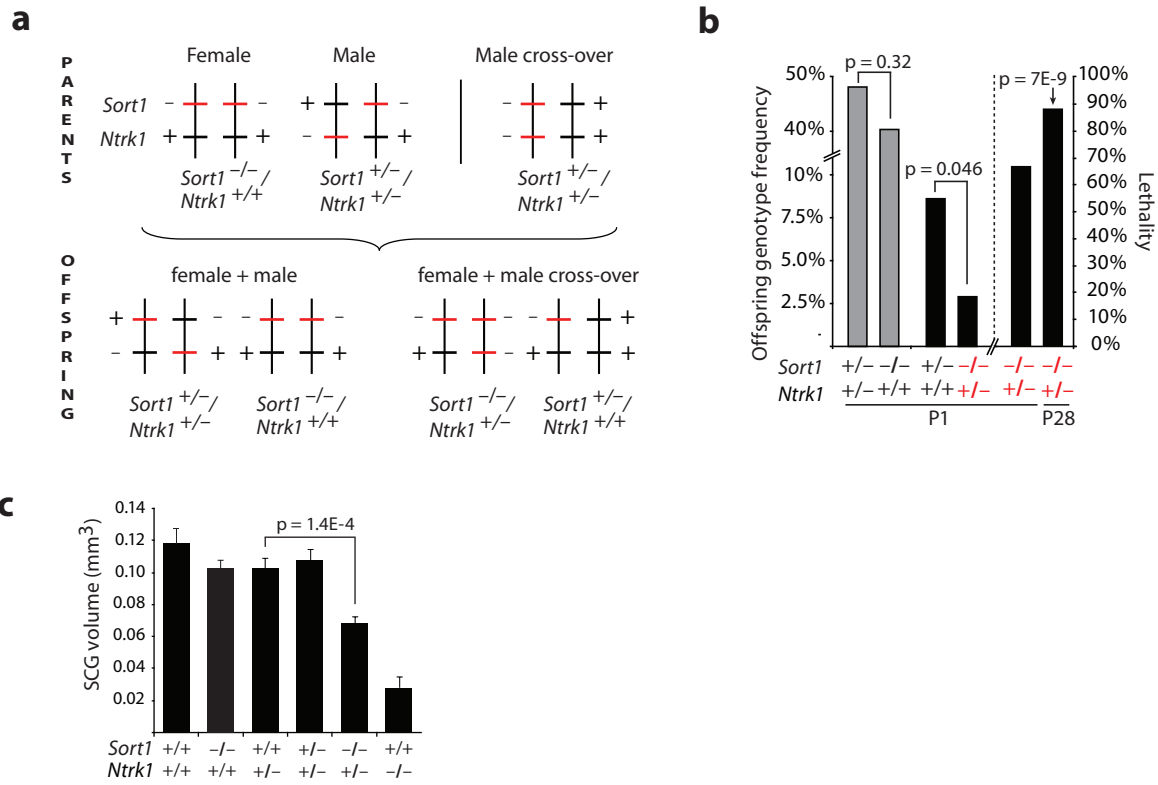 a
PARENTS
Female Male Male cross-over
Sort1 – – + – – +
Ntrk1 + + – + – +
Sort1 –/– / Ntrk1 +/+
Sort1 +/– / Ntrk1 +/–
Sort1 +/– / Ntrk1 +/–
OFFSPRING
female + male female + male cross-over
+ – – – – – – +
– + + + + – + +
Sort1 +/– / Ntrk1 +/–
Sort1 –/– / Ntrk1 +/+
Sort1 –/– / Ntrk1 +/–
Sort1 +/– / Ntrk1 +/+
b
Offspring genotype frequency
50%
40%
10%
7.5%
5.0%
2.5%
-
p = 0.32
p = 0.046
p = 7E-9
100%
90%
80%
70%
60%
50%
40%
30%
20%
10%
0%
Lethality
Sort1 +/– –/– +/– –/– –/– –/–
Ntrk1 +/– +/+ +/+ +/– +/– +/–
P1 P28
c
SCG volume (mm3)
0.14
0.12
0.10
0.08
0.06
0.04
0.02
p = 1.4E-4
Sort1 +/+ –/– +/+ +/– –/– +/+
Ntrk1 +/+ +/+ +/– +/– +/– –/–